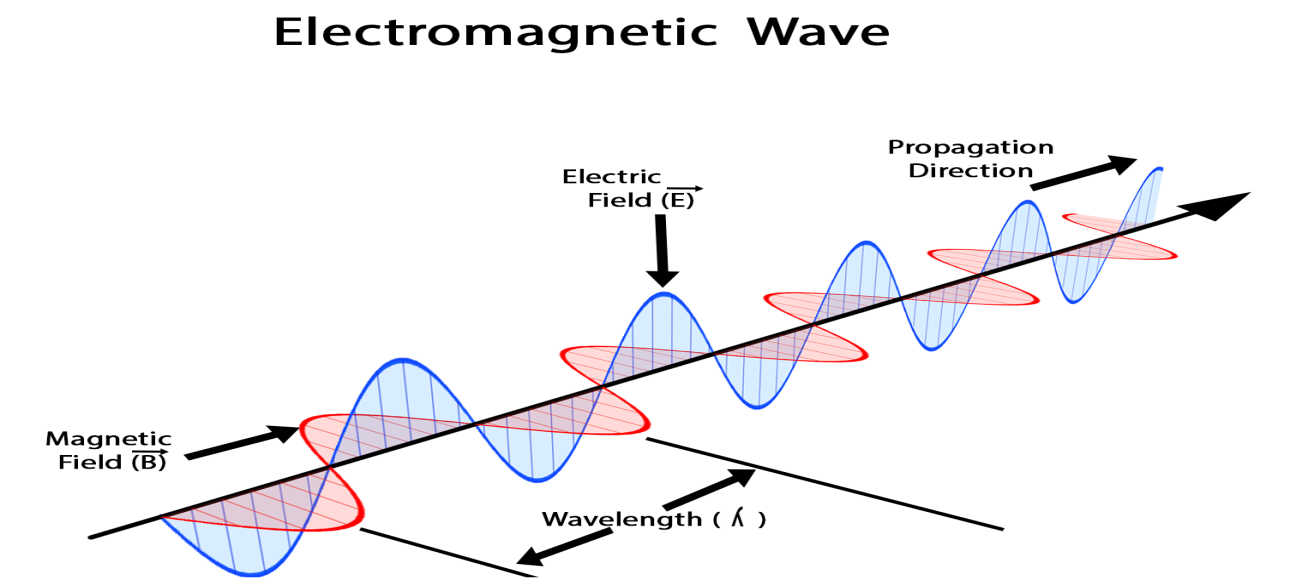 Electromagnetic Wave
Propagation
Direction
Electric
Field (E)
Magnetic
Field (B)
Wavelength ( λ )